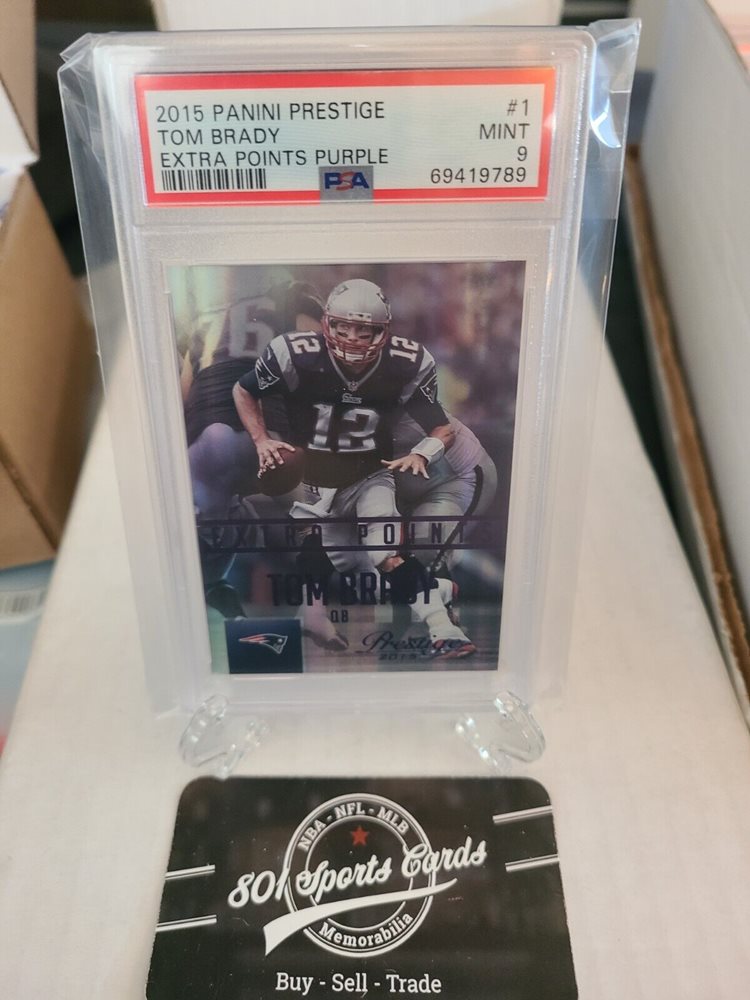 2015 PANINI PRESTIGE #1
TOM BRADY MINT
EXTRA POINTS PURPLE 9
PSA 69419789
6
12 12
12
EXTRA POINTS
TOM BRADY
QB
Prestige
2015
NBA - NFL - MLB
801 Sports Cards
Memorabilia
Buy - Sell - Trade